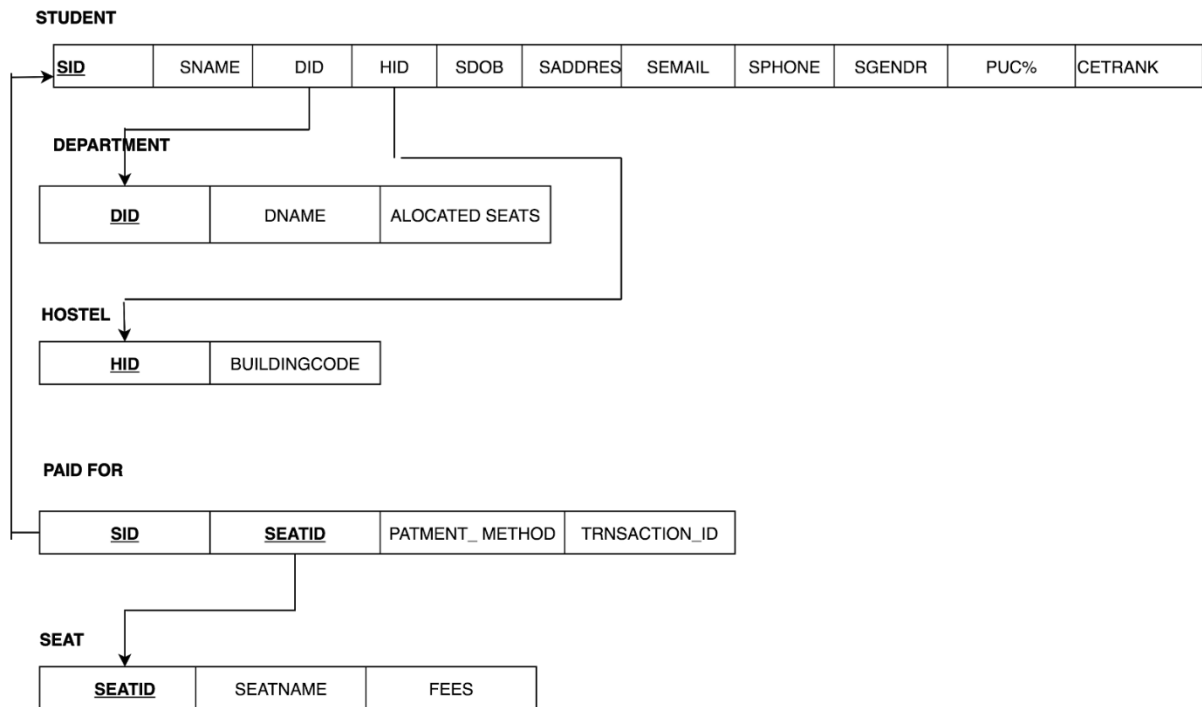 STUDENT
SID SNAME DID HID SDOB SADDRES SEMAIL SPHONE SGENDR PUC% CETRANK
DEPARTMENT
DID DNAME ALOCATED SEATS
HOSTEL
HID BUILDINGCODE
PAID FOR
SID SEATID PATMENT_ METHOD TRNSACTION_ID
SEAT
SEATID SEATNAME FEES